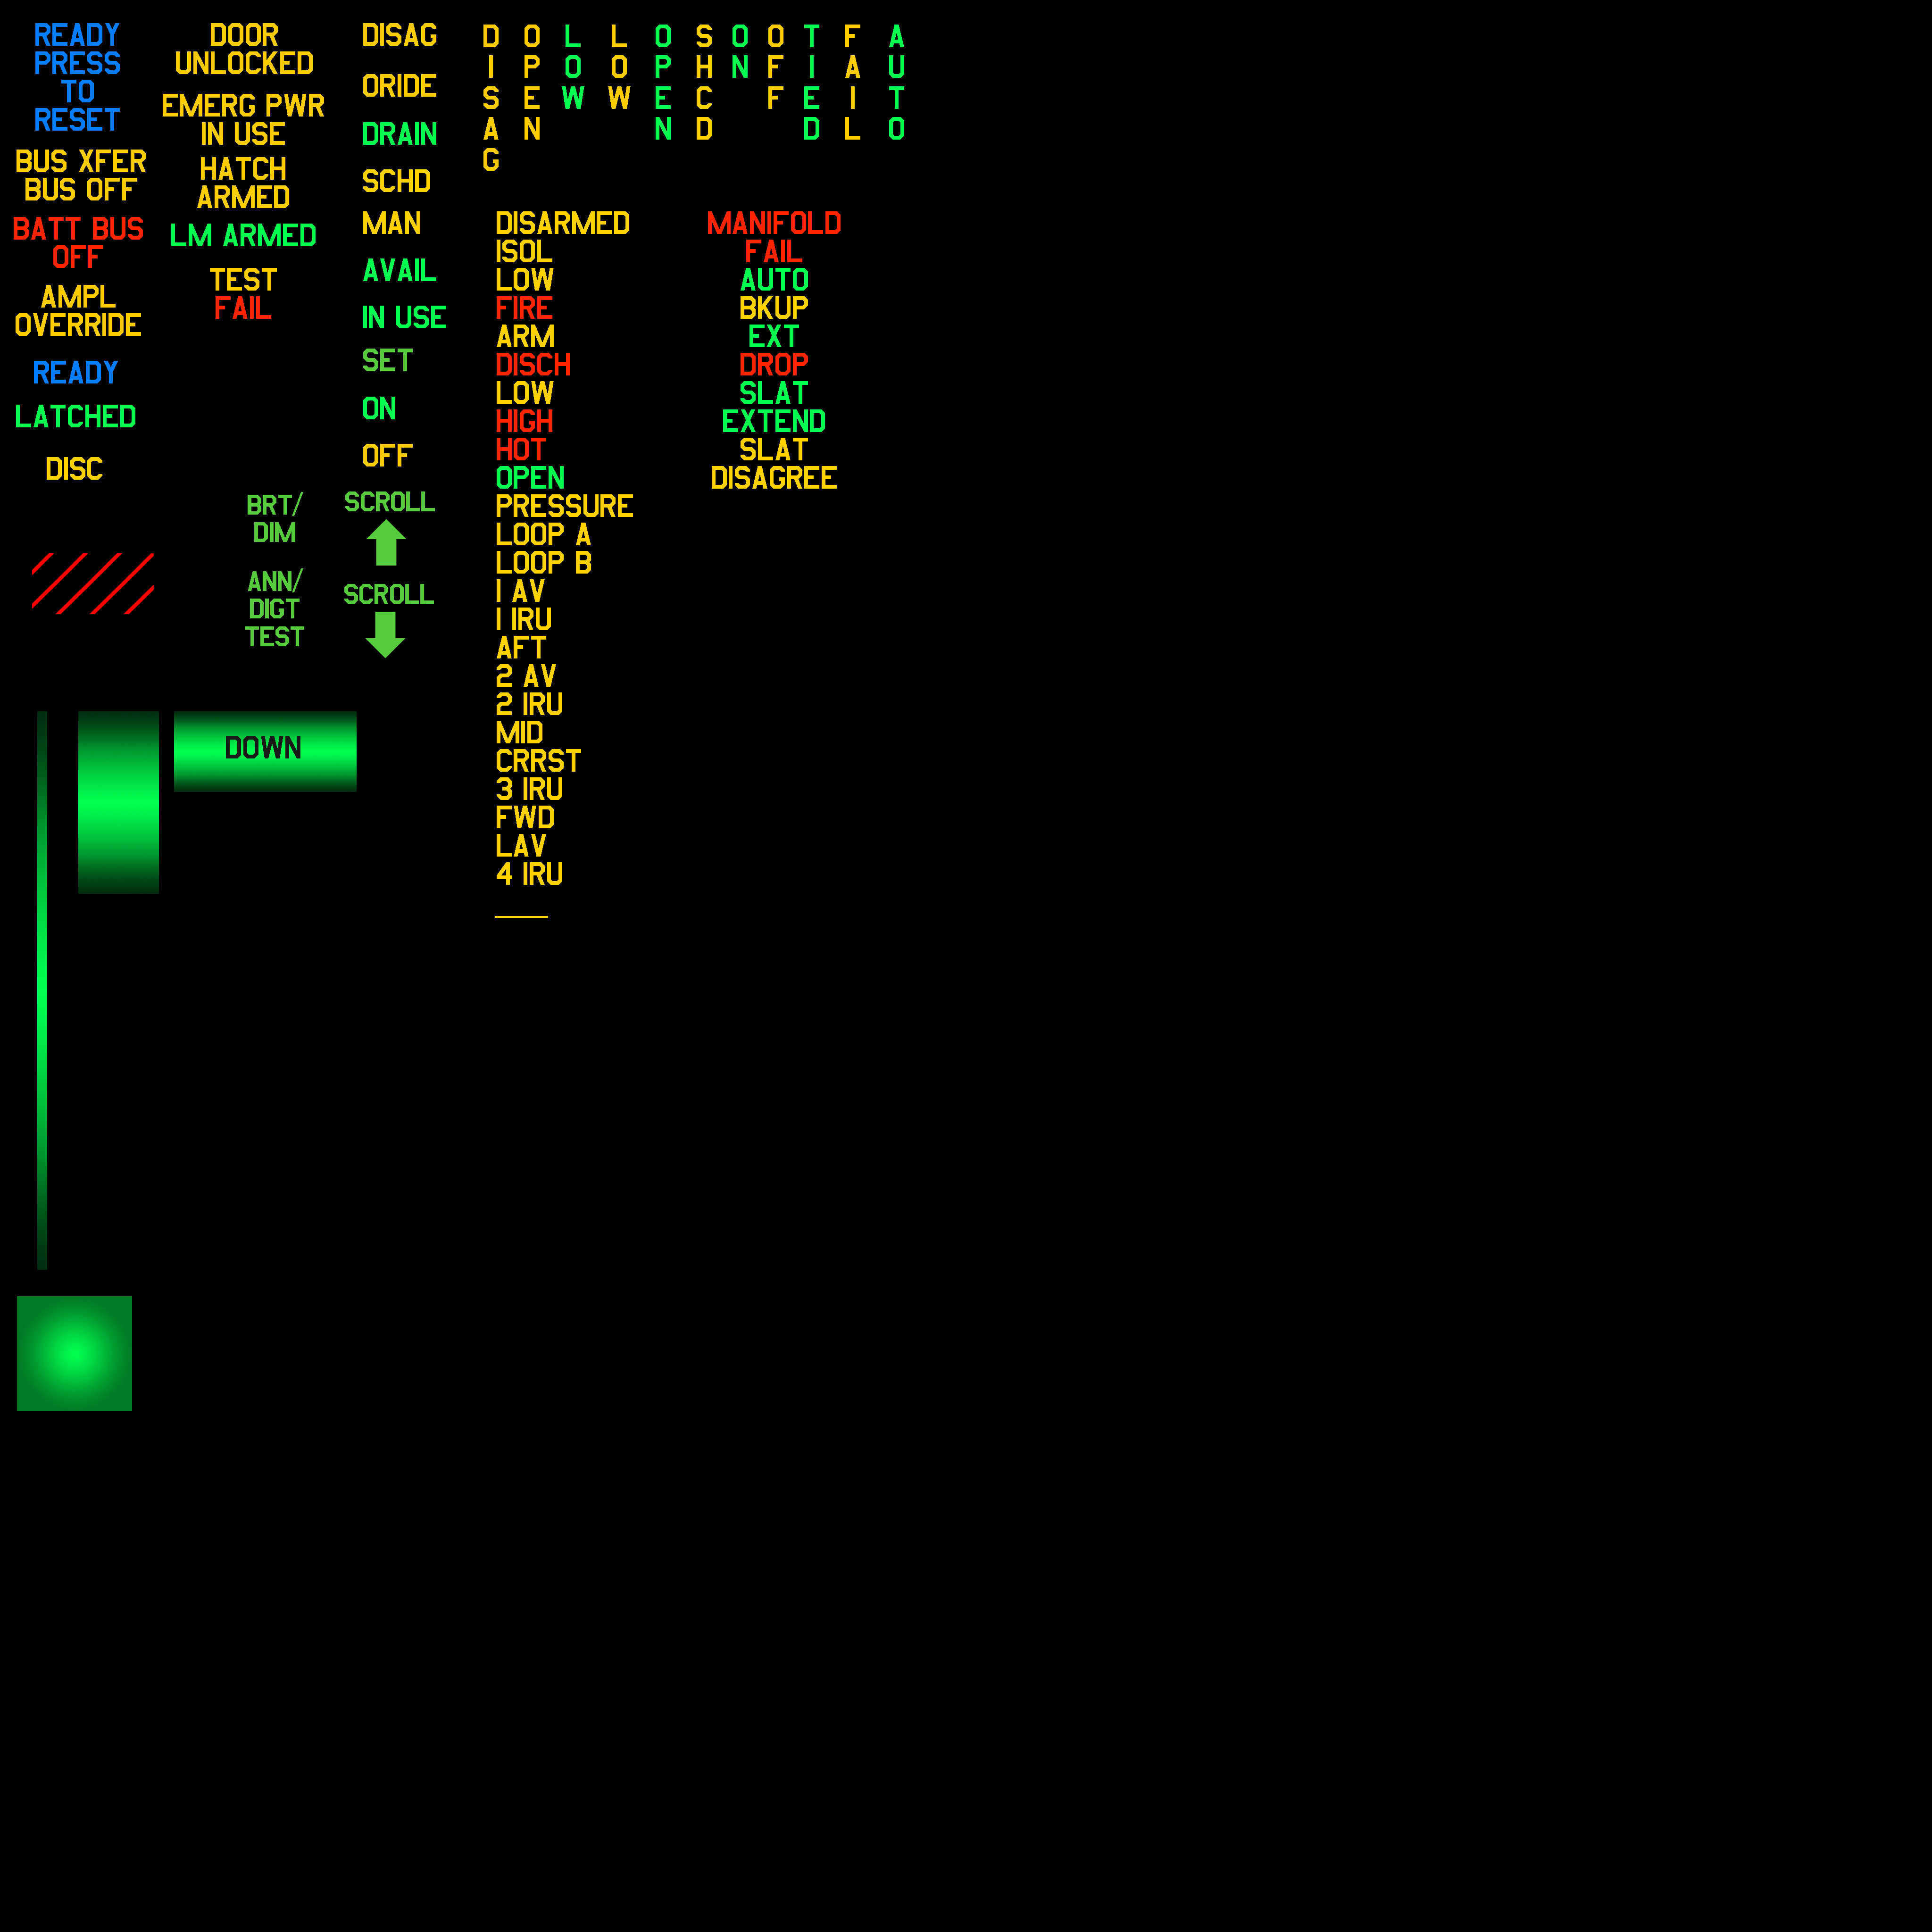 READY
PRESS
TO
RESET
BUS XFER
BUS OFF
BATT BUS
OFF
AMPL
OVERRIDE
READY
LATCHED
DISC
DOOR
UNLOCKED
EMERG PWR
IN USE
HATCH
ARMED
LM ARMED
TEST
FAIL
BRT/
DIM
ANN/
DIGT
TEST
DOWN
DISAG
ORIDE
DRAIN
SCHD
MAN
AVAIL
IN USE
SET
ON
OFF
SCROLL
SCROLL
DISAG
OPEN
LOW
LOW
OPEN
SHCD
ON
OFF
TIED
FAIL
AUTO
DISARMED
ISOL
LOW
FIRE
ARM
DISCH
LOW
HIGH
HOT
OPEN
PRESSURE
LOOP A
LOOP B
1 AV
1 IRU
AFT
2 AV
2 IRU
MID
CRRST
3 IRU
FWD
LAV
4 IRU
MANIFOLD
FAIL
AUTO
BKUP
EXT
DROP
SLAT
EXTEND
SLAT
DISAGREE